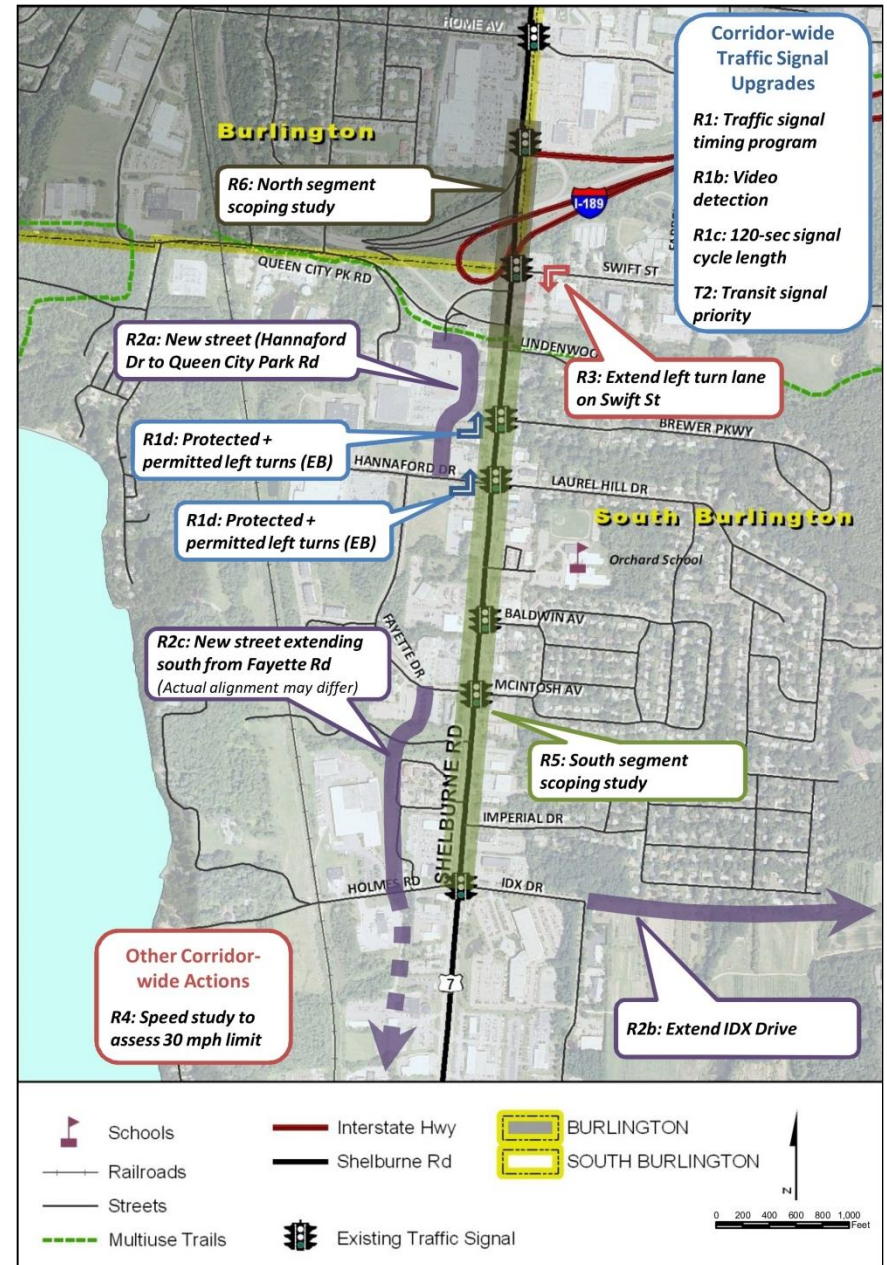 HOME AV
Corridor-wide
Traffic Signal
Upgrades
R1: Traffic signal
timing program
R1b: Video
detection
R1c: 120-sec signal
cycle length
T2: Transit signal
priority
Burlington
R6: North segment
scoping study
I-189
SWIFT ST
QUEEN CITY PK RD
R2a: New street (Hannaford
Dr to Queen City Park Rd
LINDENWOO
R3: Extend left turn lane
on Swift St
R1d: Protected +
permitted left turns (EB)
BREWER PKWY
HANNAFORD DR
LAUREL HILL DR
R1d: Protected +
permitted left turns (EB)
South Burlington
Orchard School
BALDWIN AV
FAYETTE DR
R2c: New street extending
south from Fayette Rd
(Actual alignment may differ)
MCINTOSH AV
R5: South segment
scoping study
SHELBURNE RD
IMPERIAL DR
HOLMES RD
IDX DR
Other Corridor-
wide Actions
R4: Speed study to
assess 30 mph limit
7
R2b: Extend IDX Drive
Schools
Railroads
Streets
Multiuse Trails
Interstate Hwy
Shelburne Rd
Existing Traffic Signal
BURLINGTON
SOUTH BURLINGTON
N
0 200 400 600 800 1,000
Feet